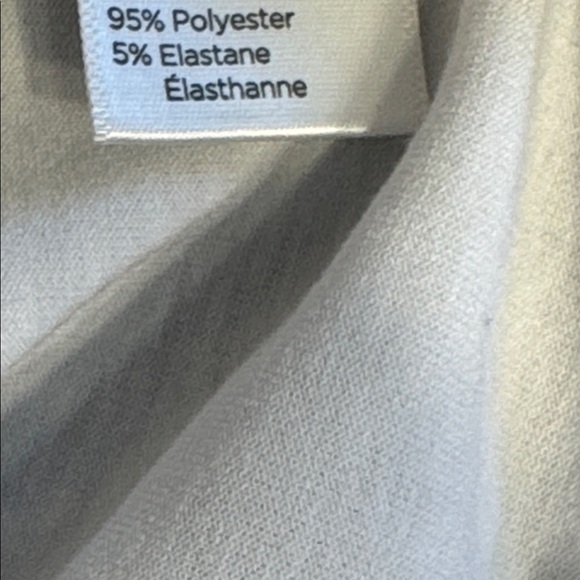 95% Polyester
5% Elastane
Élasthanne